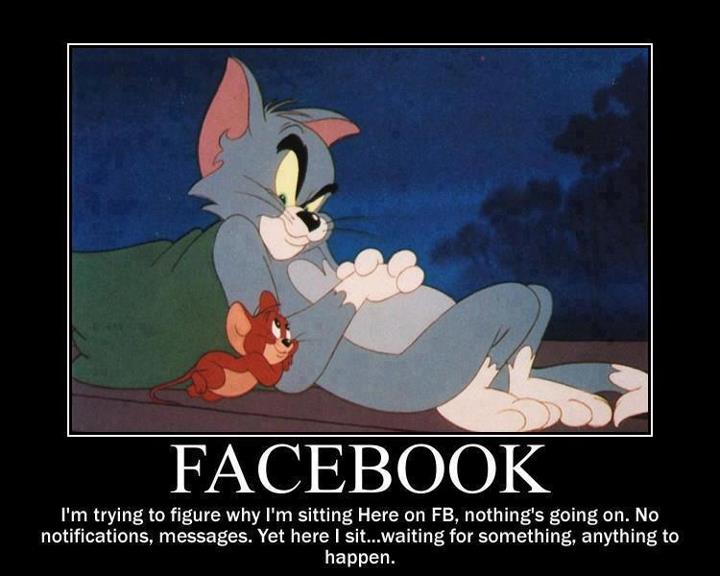 FACEBOOK
I'm trying to figure why I'm sitting Here on FB, nothing's going on. No
notifications, messages. Yet here I sit...waiting for something, anything to
happen.